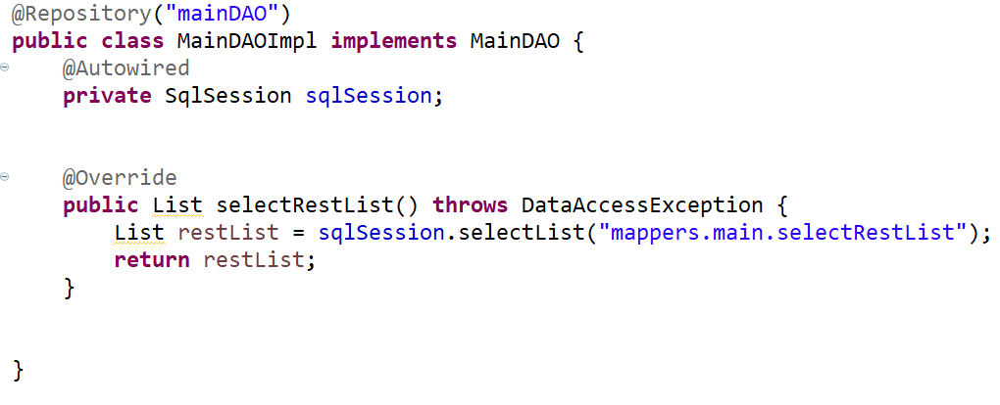 @Repository("mainDAO")
public class MainDAOImpl implements MainDAO {
@Autowired
private SqlSession sqlSession;
@Override
public List selectRestList() throws DataAccessException {
List restList = sqlSession.selectList("mappers.main.selectRestList");
return restList;
}
}